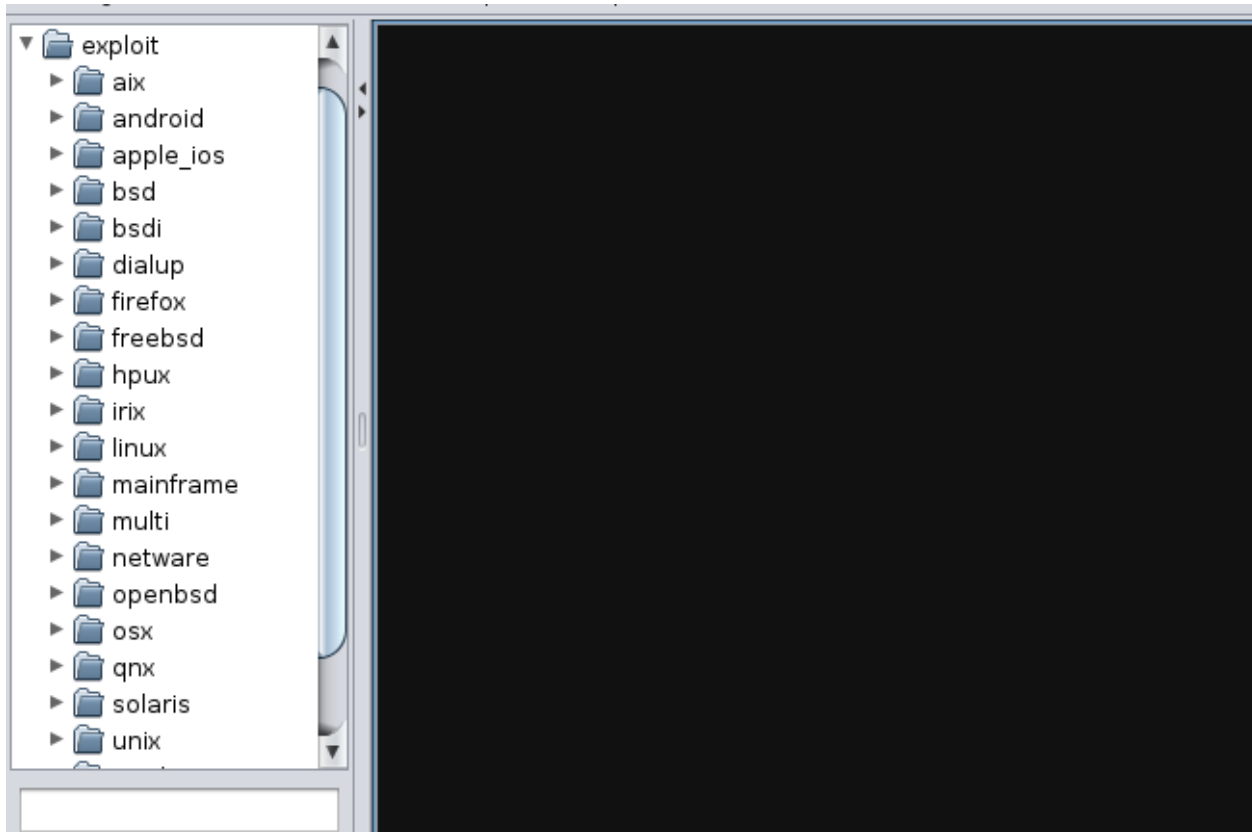 exploit
aix
android
apple_ios
bsd
bsdi
dialup
firefox
freebsd
hpux
irix
linux
mainframe
multi
netware
openbsd
osx
qnx
solaris
unix